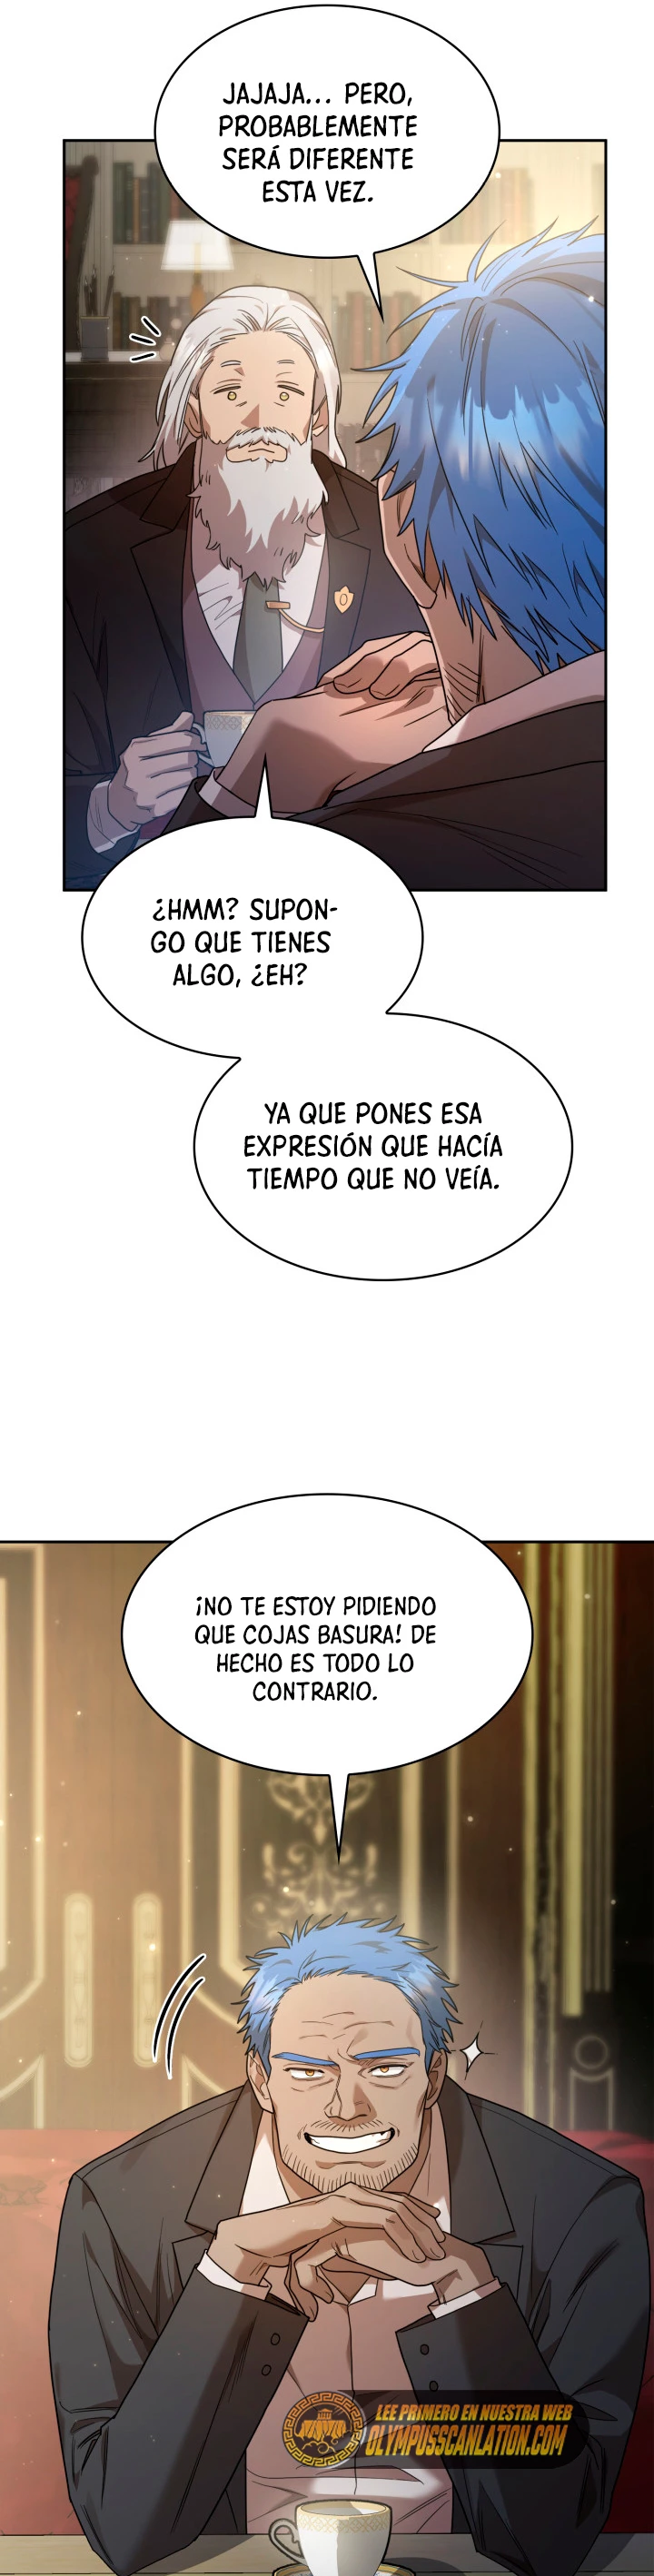 JAJAJA... PERO,
PROBABLEMENTE
SERÁ DIFERENTE
ESTA VEZ.
¿HMM? SUPON-
GO QUE TIENES
ALGO, ¿EH?
YA QUE PONES ESA
EXPRESIÓN QUE HACÍA
TIEMPO QUE NO VEÍA.
¡NO TE ESTOY PIDIENDO
QUE COJAS BASURA! DE
HECHO ES TODO LO
CONTRARIO.
LEE PRIMERO EN NUESTRA WEB
OLYMPUSSCANLATION.COM